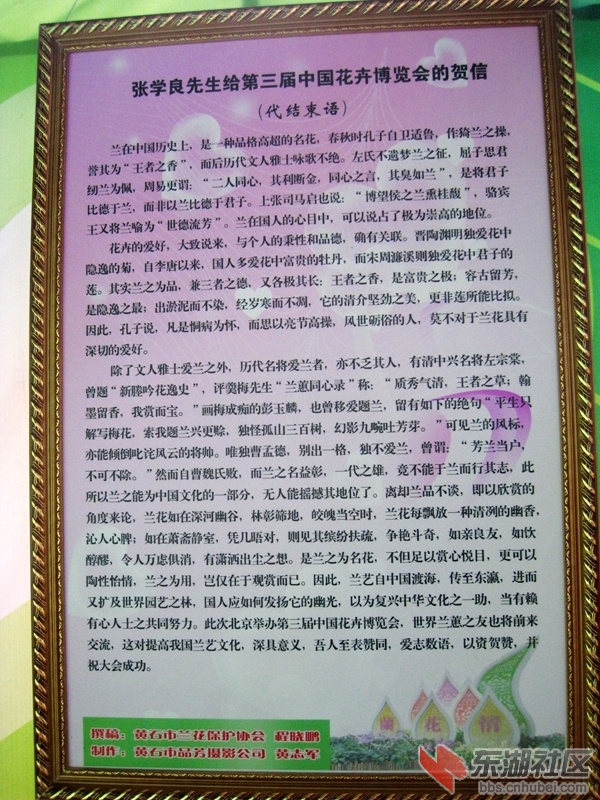 张学良先生给第三届中国花卉博览会的贺信
(代结束语)
兰在中国历史上，是一种品格高超的名花，春秋时孔子自卫适鲁，作猗兰之操，
誉其为“王者之香”，而后历代文人雅士咏歌不绝。左氏不遗梦兰之征，屈子思君
纫兰为佩，周易更谓：“二人同心，其利断金，同心之言，其臭如兰”，是将君子
比德于兰，而非以兰比德于君子。上张司马启也说：“博望侯之兰熏桂馥”，骆宾
王又将兰喻为“世德流芳”。兰在国人的心目中，可以说占了极为崇高的地位。
花卉的爱好，大致说来，与个人的秉性和品德，确有关联。晋陶渊明独爱花中
隐逸的菊，自李唐以来，国人多爱花中富贵的牡丹，而宋周濂溪则独爱花中君子的
莲。其实兰之为品，兼三者之德，又各极其长：王者之香，是富贵之极；容古留芳，
是隐逸之最；出淤泥而不染，经岁寒而不凋，它的清介坚劲之美，更非莲所能比拟。
因此，孔子说，凡是恫瘝为怀，而思以亮节高操，风世砺俗的人，莫不对于兰花具有
深切的爱好。
除了文人雅士爱兰之外，历代名将爱兰者，亦不乏其人，有清中兴名将左宗棠，
曾题“新塍吟花逸史”，评羹梅先生“兰蕙同心录”称：“质秀气清，王者之草；翰
墨留香，我赏而宝。”画梅成痴的彭玉麟，也曾移爱题兰，留有如下的绝句“平生只
解写梅花，索我题兰兴更赊，独怪孤山三百树，幻影九畹吐芳芽。”可见兰的风标，
亦能倾倒叱诧风云的将帅。唯独曹孟德，别出一格，独不爱兰，曾谓：“芳兰当户，
不可不除。”然而自曹魏氏败，而兰之名益彰，一代之雄，竟不能于兰而行其志，此
所以兰之能为中国文化的一部分，无人能摇撼其地位了。离却兰品不谈，即以欣赏的
角度来论，兰花如在深河幽谷，林彰筛地，皎魄当空时，兰花每飘放一种清冽的幽香，
沁人心脾；如在萧斋静室，凭几晤对，则见其缤纷扶疏，争艳斗奇，如亲良友，如饮
醇醪，令人万虑俱消，有潇洒出尘之想。是兰之为名花，不但足以赏心悦目，更可以
陶性怡情，兰之为用，岂仅在于观赏而已。因此，兰艺自中国渡海，传至东瀛，进而
又扩及世界园艺之林，国人应如何发扬它的幽光，以为复兴中华文化之一助，当有赖
有心人士之共同努力。此次北京举办第三届中国花卉博览会，世界兰蕙之友也将前来
交流，这对提高我国兰艺文化，深具意义，吾人至表赞同，爱志数语，以资贺赞，并
祝大会成功。
兰 花 情
撰稿：黄石市兰花保护协会 程晓鹏
制作：黄石市品芳摄影公司 黄志军
东湖社区
bbs.cnhubei.com